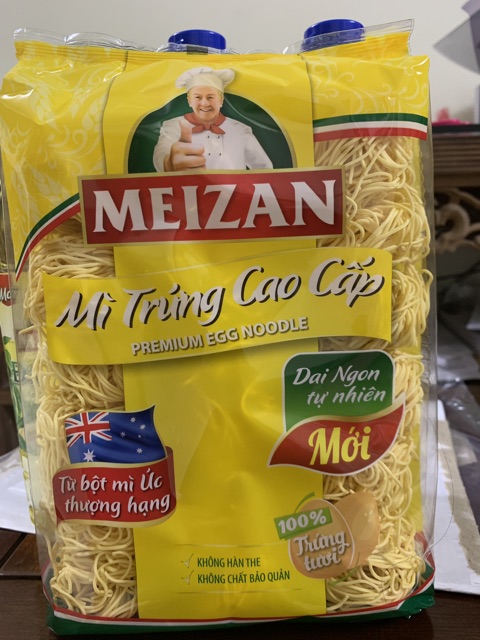 MEIZAN
Mì Trứng Cao Cấp
PREMIUM EGG NOODLE
Dai Ngon
tự nhiên
Mới
Từ bột mì Úc
thượng hạng
100%
Trứng
tươi
KHÔNG HÀN THE
KHÔNG CHẤT BẢO QUẢN